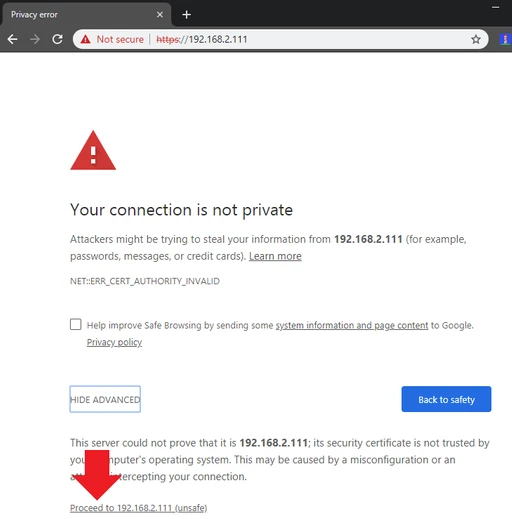 Privacy error
Not secure
https://192.168.2.111
Your connection is not private
Attackers might be trying to steal your information from 192.168.2.111 (for example,
passwords, messages, or credit cards). Learn more
NET::ERR_CERT_AUTHORITY_INVALID
Help improve Safe Browsing by sending some system information and page content to Google.
Privacy policy
HIDE ADVANCED
Back to safety
This server could not prove that it is 192.168.2.111; its security certificate is not trusted by
operating system. This may be caused by a misconfiguration or an
intercepting your connection.
Proceed to 192.168.2.111 (unsafe)